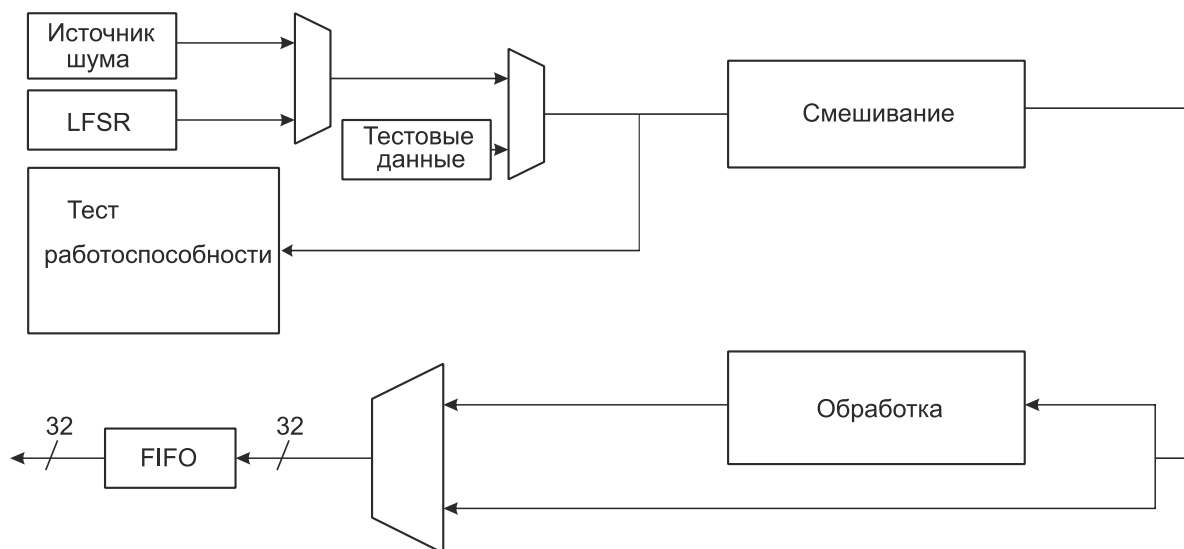 Источник
шума
LFSR
Тестовые
данные
Смешивание
Тест
работоспособности
Обработка
32
FIFO
32